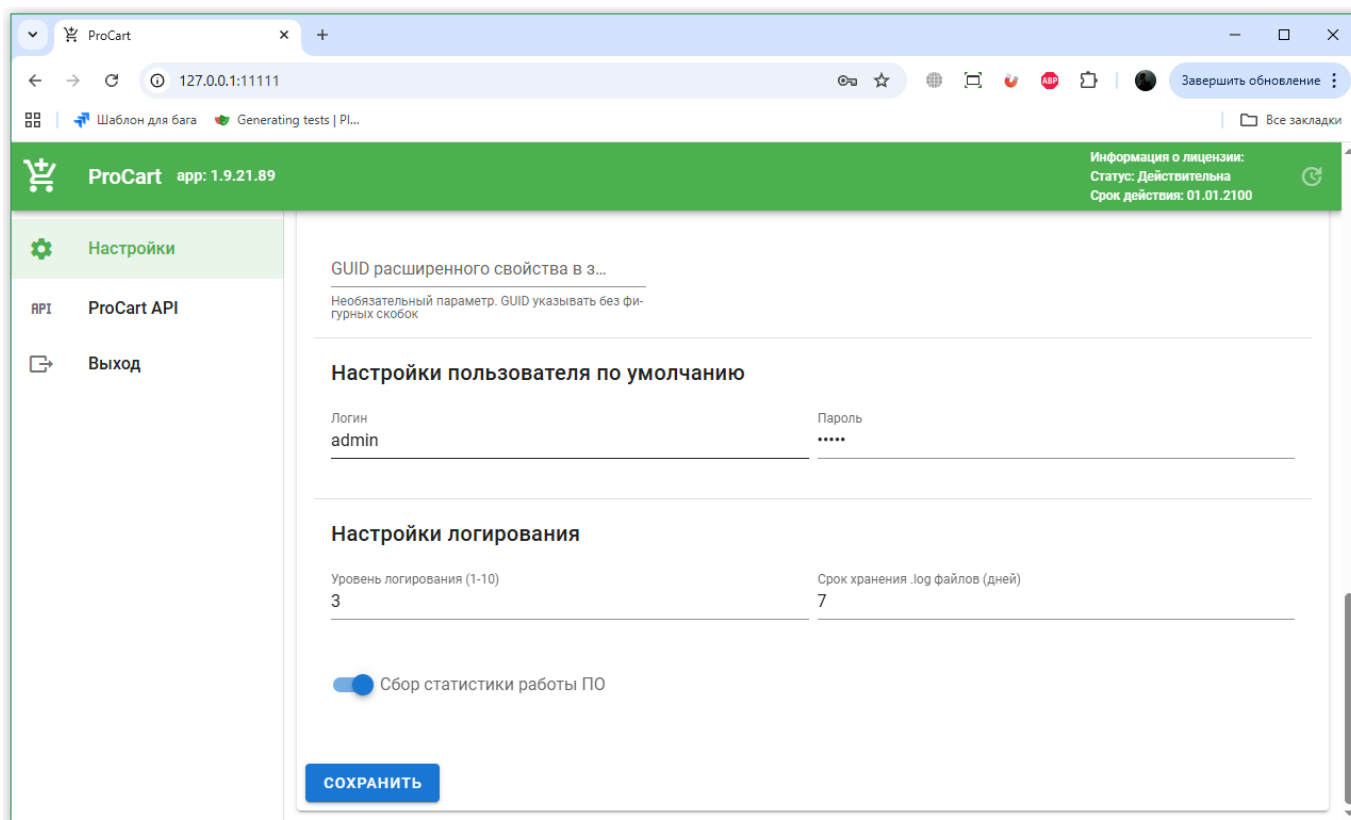 ProCart
127.0.0.1:11111
ABP
Завершить обновление
Шаблон для бага
Generating tests | Pl...
Все закладки
ProCart app: 1.9.21.89
Информация о лицензии:
Статус: Действительна
Срок действия: 01.01.2100
Настройки
API ProCart API
Выход
GUID расширенного свойства в з...
Необязательный параметр. GUID указывать без фи-
гурных скобок
Настройки пользователя по умолчанию
Логин
admin
Пароль
•••••
Настройки логирования
Уровень логирования (1-10)
3
Срок хранения .log файлов (дней)
7
Сбор статистики работы ПО
СОХРАНИТЬ